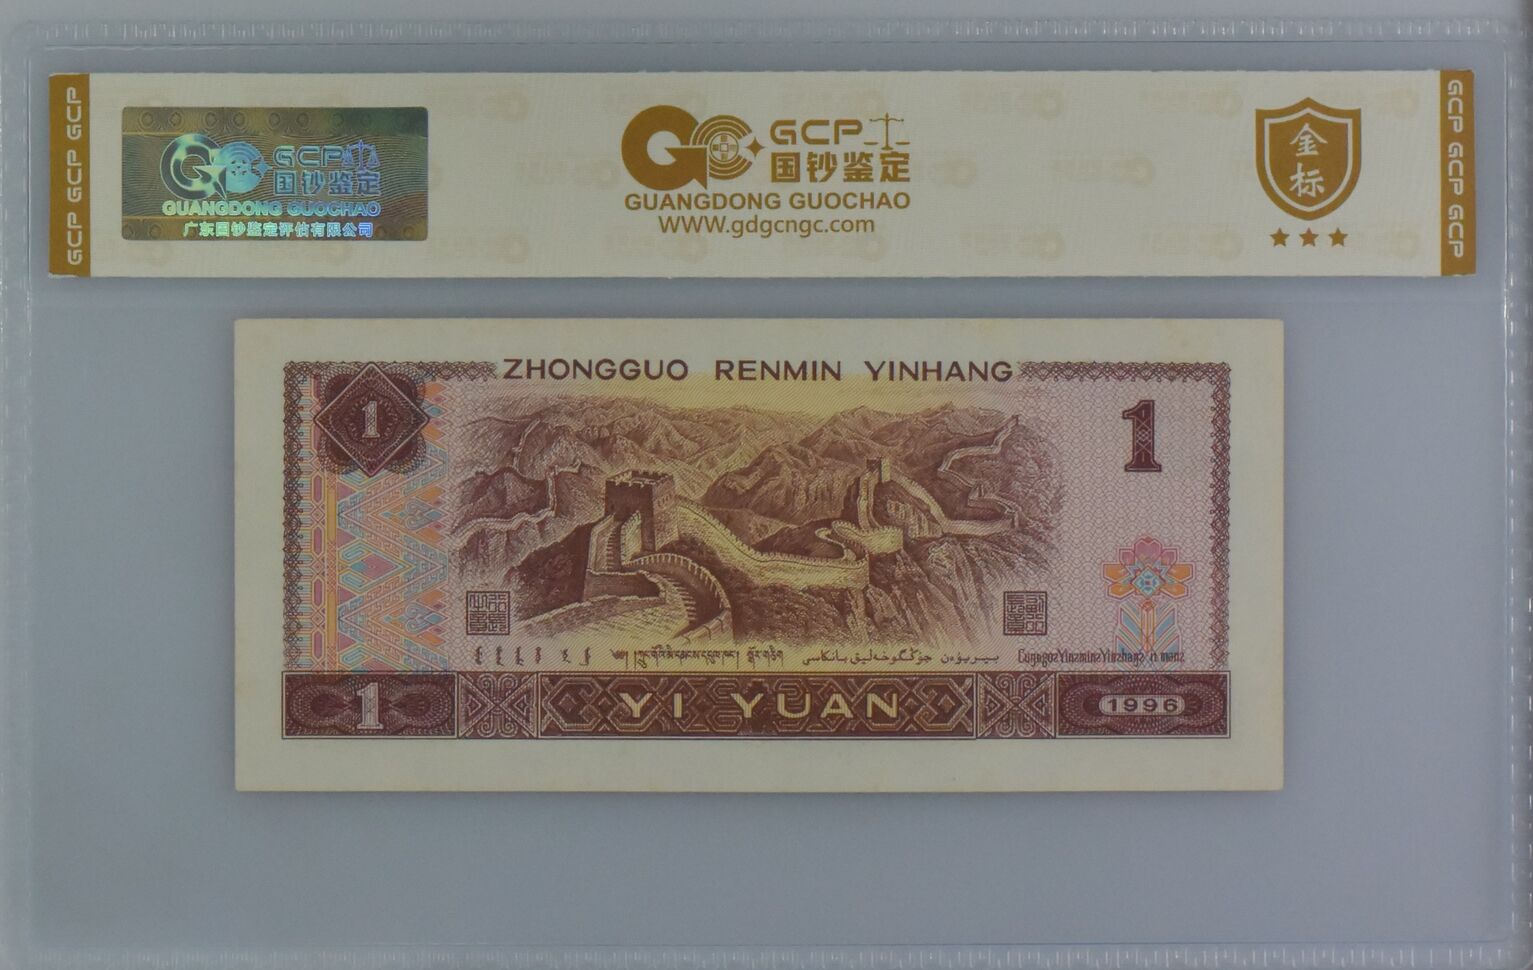 GCP GCP GCP
GCP
国钞鉴定
GUANGDONG GUOCHAO
广东国钞鉴定评估有限公司
GCP
国钞鉴定
GUANGDONG GUOCHAO
WWW.gdgcngc.com
金标
GCP GCP GCP
ZHONGGUO RENMIN YINHANG
1
1
YI YUAN
1
1996